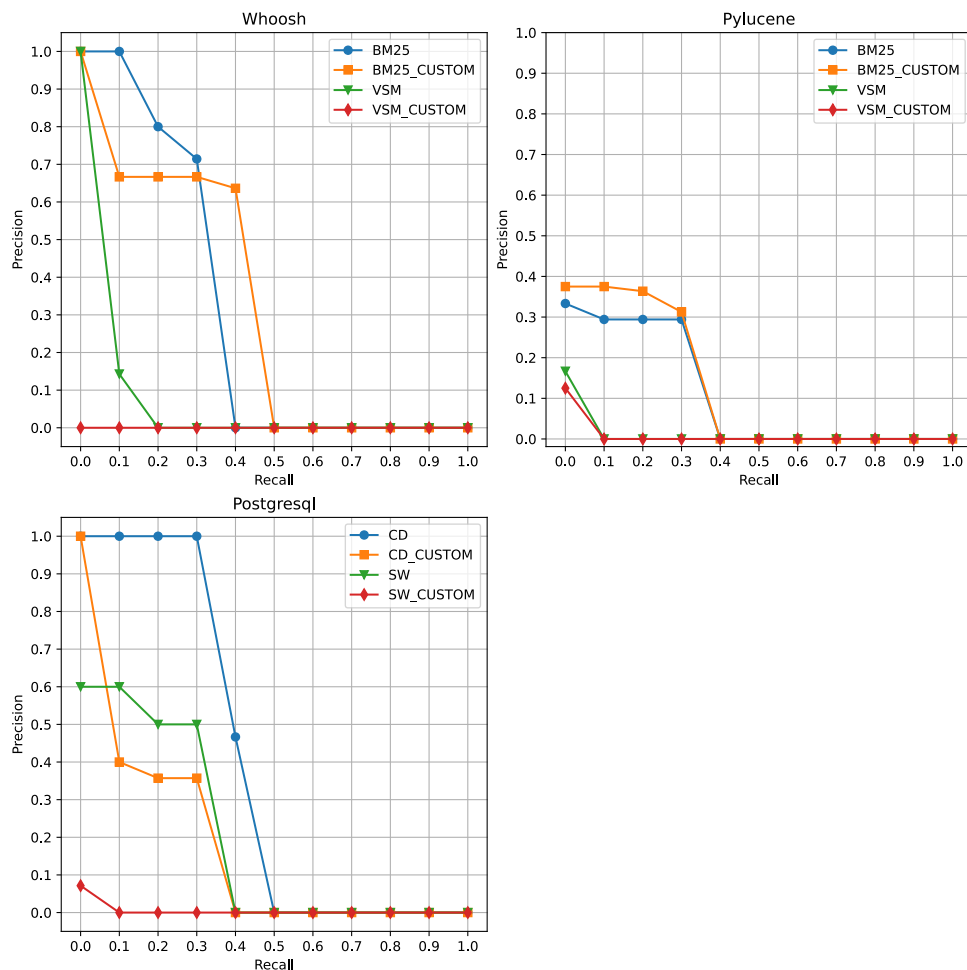 Whoosh
Precision
1.0
0.9
0.8
0.7
0.6
0.5
0.4
0.3
0.2
0.1
0.0
BM25
BM25_CUSTOM
VSM
VSM_CUSTOM
0.0 0.1 0.2 0.3 0.4 0.5 0.6 0.7 0.8 0.9 1.0
Recall
Pylucene
Precision
1.0
0.9
0.8
0.7
0.6
0.5
0.4
0.3
0.2
0.1
0.0
BM25
BM25_CUSTOM
VSM
VSM_CUSTOM
0.0 0.1 0.2 0.3 0.4 0.5 0.6 0.7 0.8 0.9 1.0
Recall
Postgresql
Precision
1.0
0.9
0.8
0.7
0.6
0.5
0.4
0.3
0.2
0.1
0.0
CD
CD_CUSTOM
SW
SW_CUSTOM
0.0 0.1 0.2 0.3 0.4 0.5 0.6 0.7 0.8 0.9 1.0
Recall